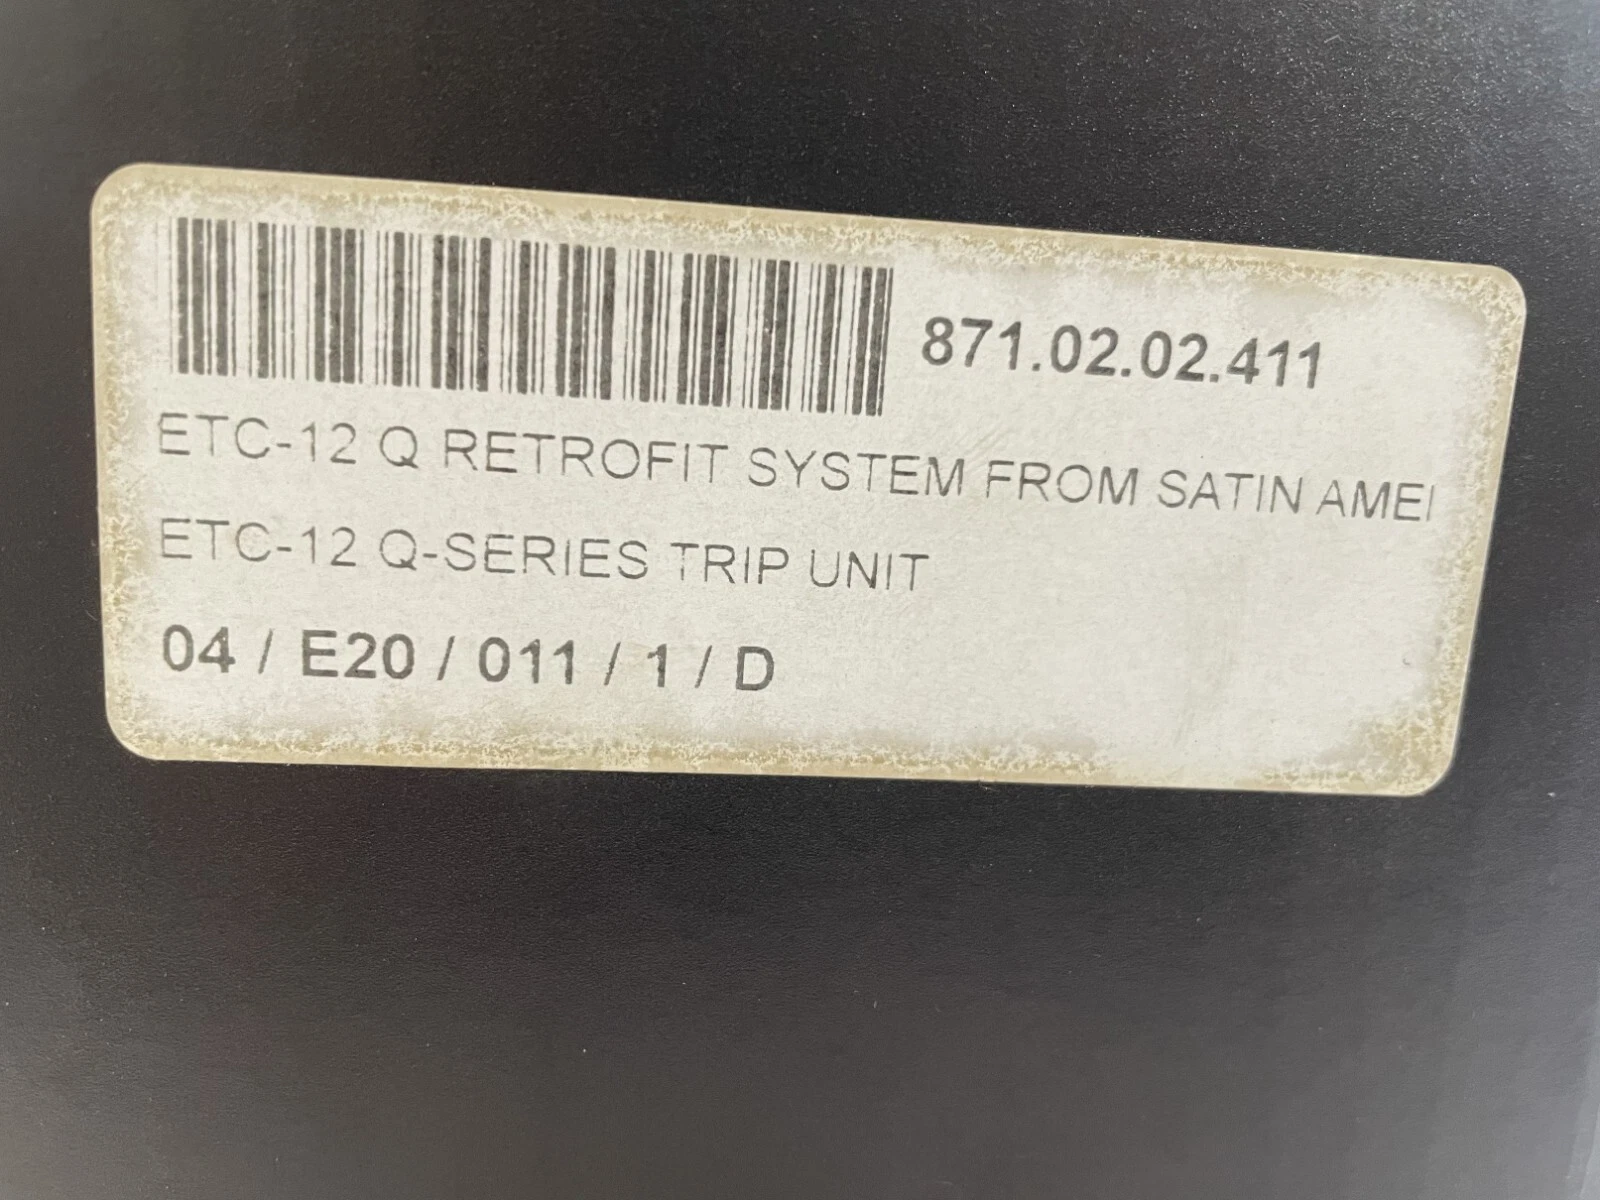 871.02.02.411
ETC-12 Q RETROFIT SYSTEM FROM SATIN AMEI
ETC-12 Q-SERIES TRIP UNIT
04 / E20 / 011 / 1 / D